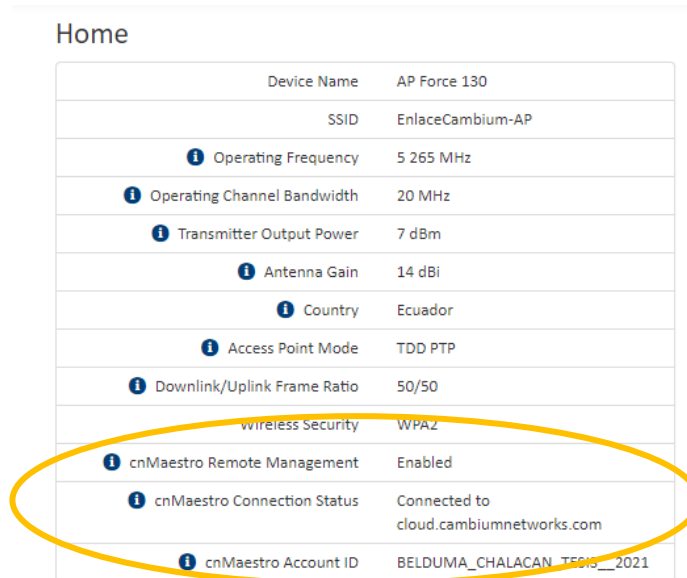 Home
Device Name AP Force 130
SSID EnlaceCambium-AP
Operating Frequency 5 265 MHz
Operating Channel Bandwidth 20 MHz
Transmitter Output Power 7 dBm
Antenna Gain 14 dBi
Country Ecuador
Access Point Mode TDD PTP
Downlink/Uplink Frame Ratio 50/50
Wireless Security WPA2
cnMaestro Remote Management Enabled
cnMaestro Connection Status Connected to
cloud.cambiumnetworks.com
cnMaestro Account ID BELDUMA_CHALACAN_TESIS__2021